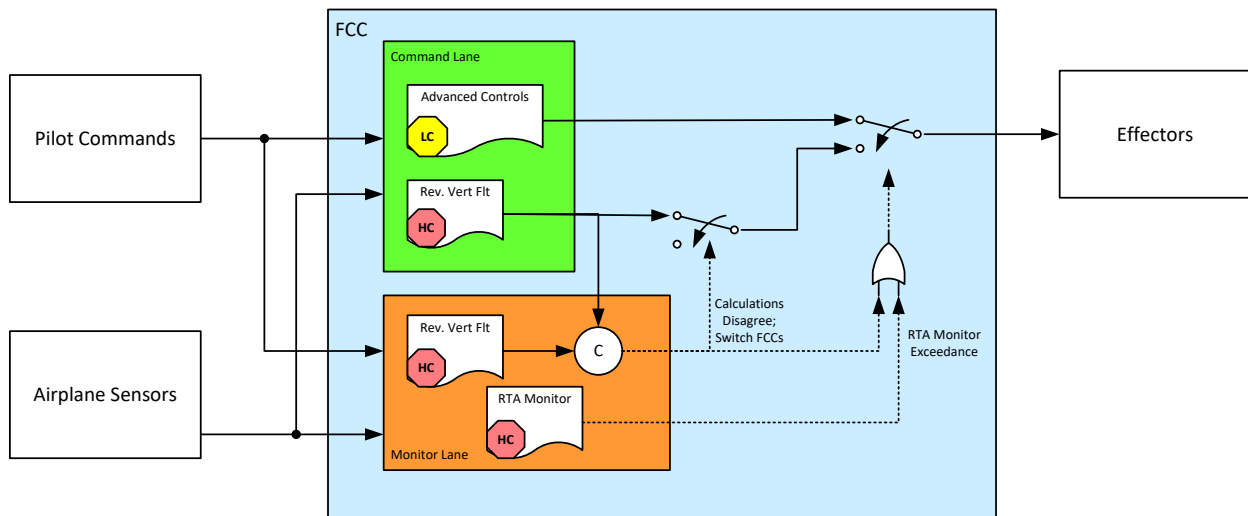 FCC
Command Lane
Advanced Controls
LC
Pilot Commands
Effectors
Rev. Vert Flt
HC
Calculations
Disagree;
Switch FCCs
RTA Monitor
Exceedance
Rev. Vert Flt
HC
C
Airplane Sensors
RTA Monitor
HC
Monitor Lane